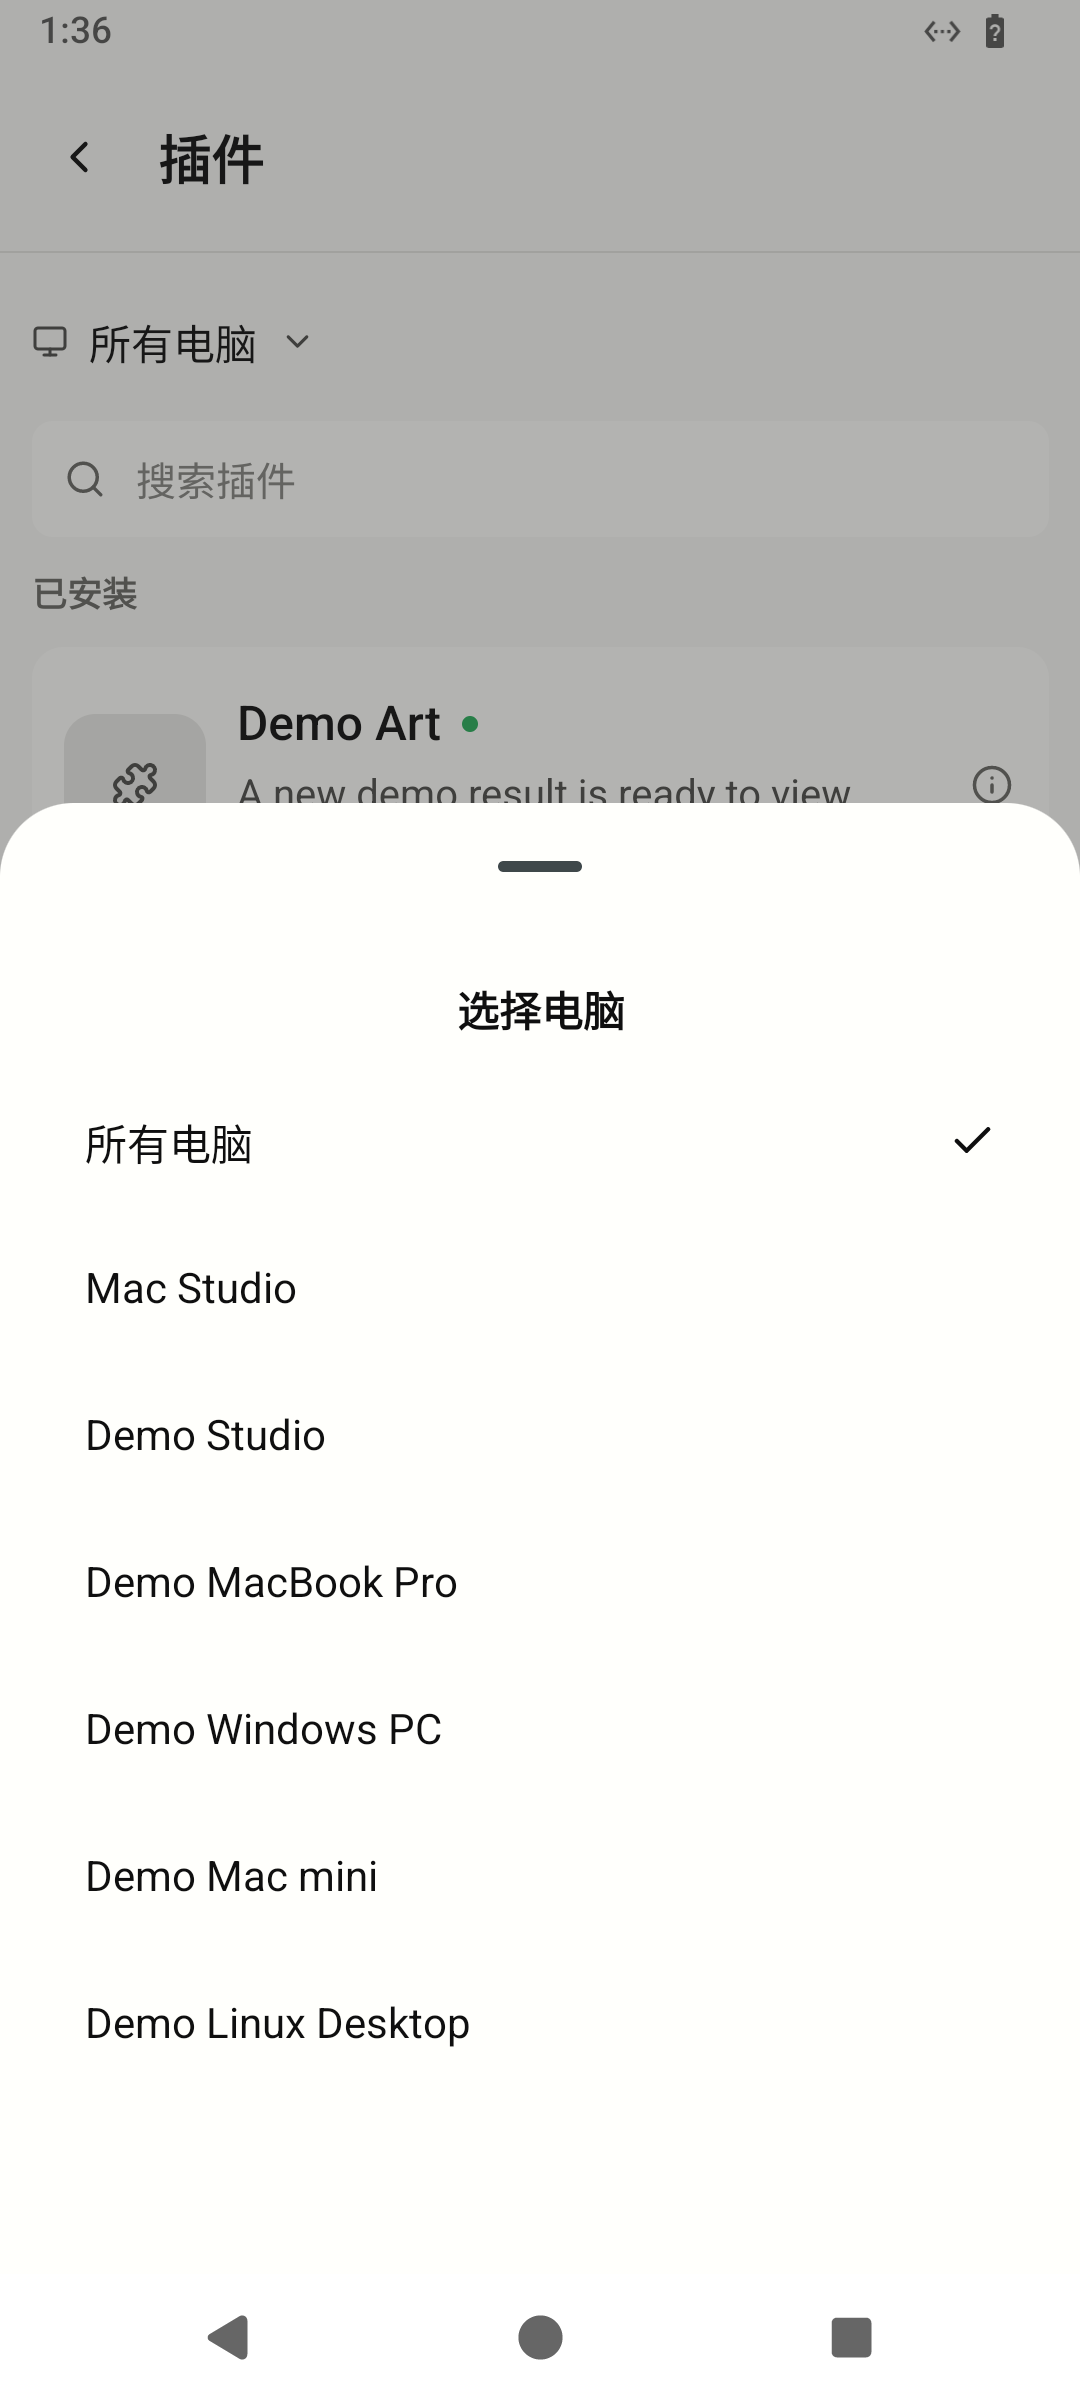 1:36
插件
所有电脑
搜索插件
已安装
Demo Art
A new demo result is ready to view
选择电脑
所有电脑
Mac Studio
Demo Studio
Demo MacBook Pro
Demo Windows PC
Demo Mac mini
Demo Linux Desktop